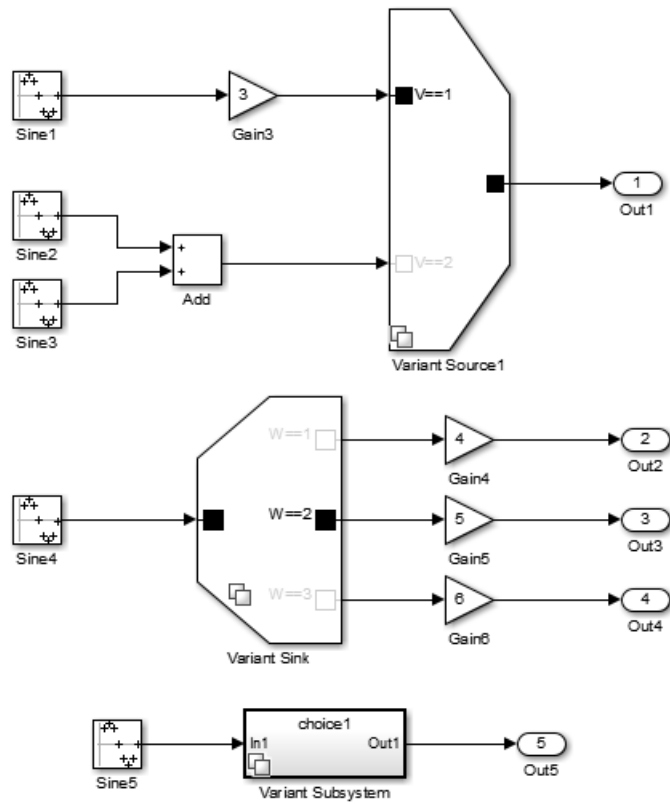 Sine1
3
Gain3
V==1
Sine2
Sine3
+
+
Add
V==2
Variant Source1
1
Out1
Sine4
W==1
W==2
W==3
Variant Sink
4
Gain4
2
Out2
5
Gain5
3
Out3
6
Gain6
4
Out4
Sine5
choice1
In1
Out1
Variant Subsystem
5
Out5